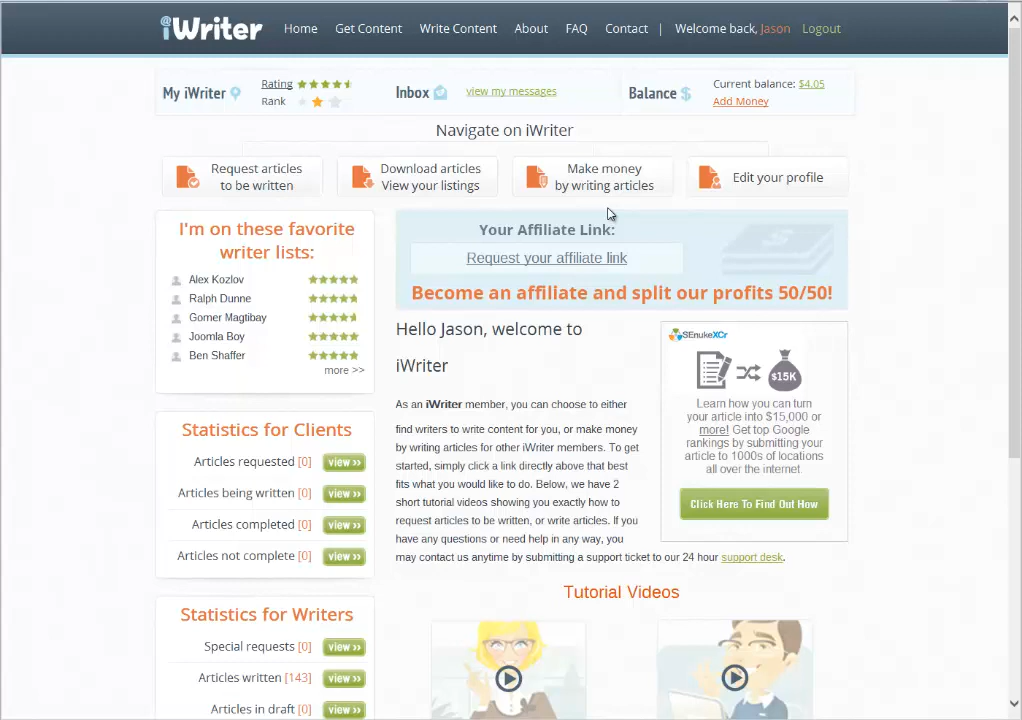 @iWriter
Home Get Content Write Content About FAQ Contact | Welcome back, Jason Logout
My iWriter
Rating
Rank
Inbox
view my messages
Balance $
Current balance: $4.05
Add Money
Navigate on iWriter
Request articles
to be written
Download articles
View your listings
Make money
by writing articles
Edit your profile
I'm on these favorite
writer lists:
Alex Kozlov
Ralph Dunne
Gomer Magtibay
Joomla Boy
Ben Shaffer
more >>
Your Affiliate Link:
Request your affiliate link
Become an affiliate and split our profits 50/50!
Hello Jason, welcome to
iWriter
As an iWriter member, you can choose to either
find writers to write content for you, or make money
by writing articles for other iWriter members. To get
started, simply click a link directly above that best
fits what you would like to do. Below, we have 2
short tutorial videos showing you exactly how to
request articles to be written, or write articles. If you
have any questions or need help in any way, you
may contact us anytime by submitting a support ticket to our 24 hour support desk.
SEnukeXCr
$15K
Learn how you can turn
your article into $15,000 or
more! Get top Google
rankings by submitting your
article to 1000s of locations
all over the internet
Click Here To Find Out How
Statistics for Clients
Articles requested [0] view >>
Articles being written [0] view >>
Articles completed [0] view >>
Articles not complete [0] view >>
Statistics for Writers
Special requests [0] view >>
Articles written [143] view >>
Articles in draft [0] view >>
Tutorial Videos